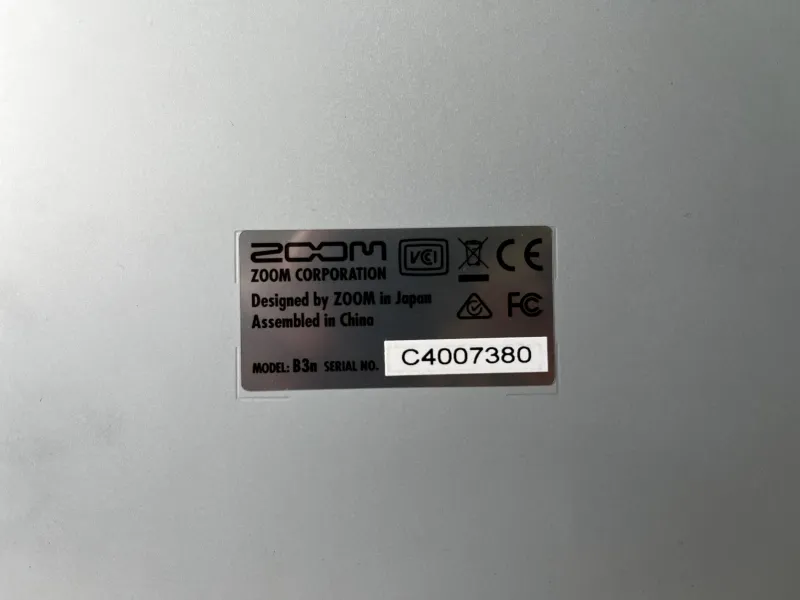 ZOOM
ZOOM CORPORATION
Designed by ZOOM in Japan
Assembled in China
MODEL: B3n SERIAL NO. C4007380
VCI
CE
FC